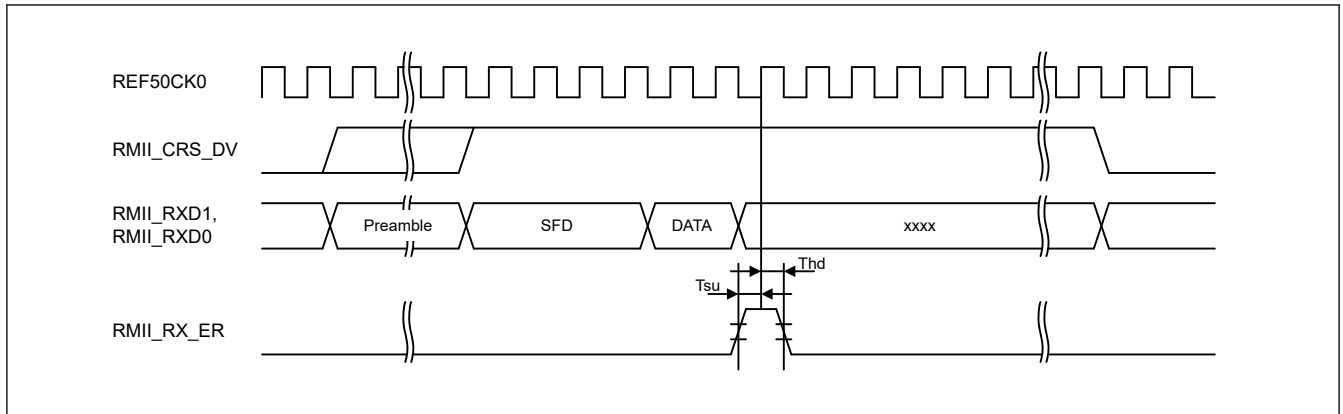 REF50CK0
RMII_CRS_DV
RMII_RXD1,
RMII_RXD0
Preamble
SFD
DATA
xxxx
Thd
Tsu
RMII_RX_ER